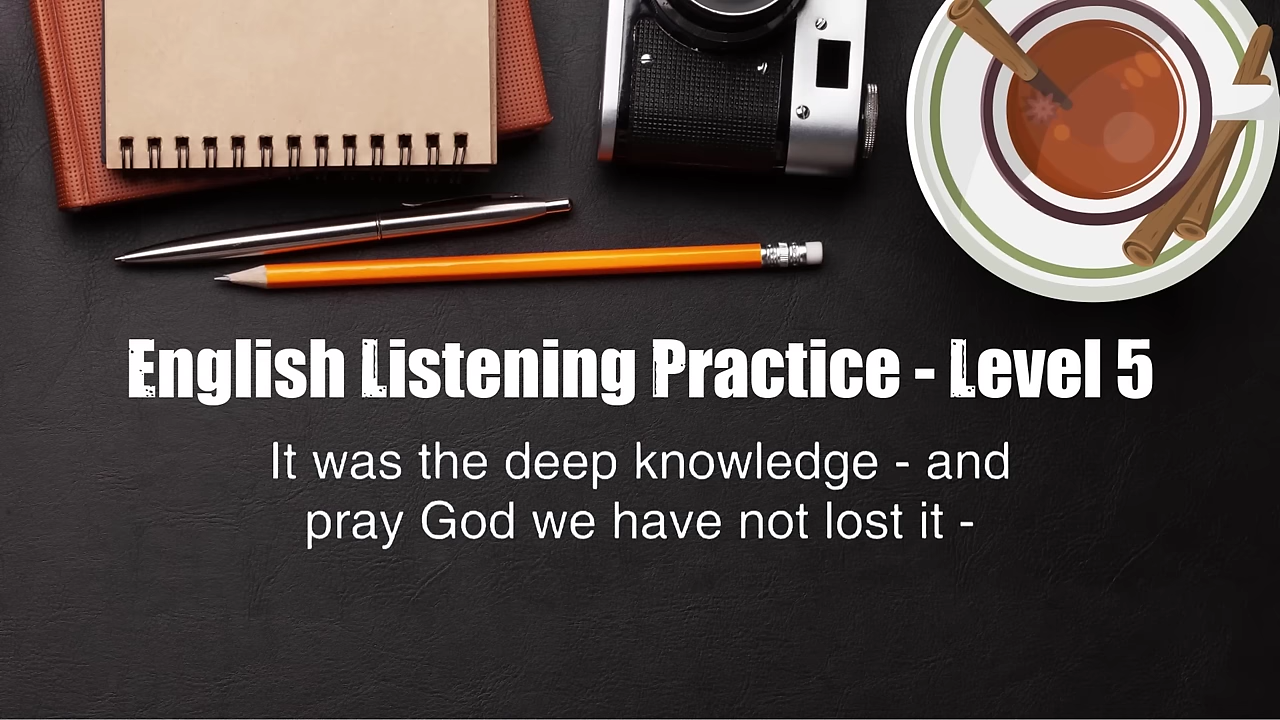 English Listening Practice - Level 5
It was the deep knowledge - and
pray God we have not lost it -